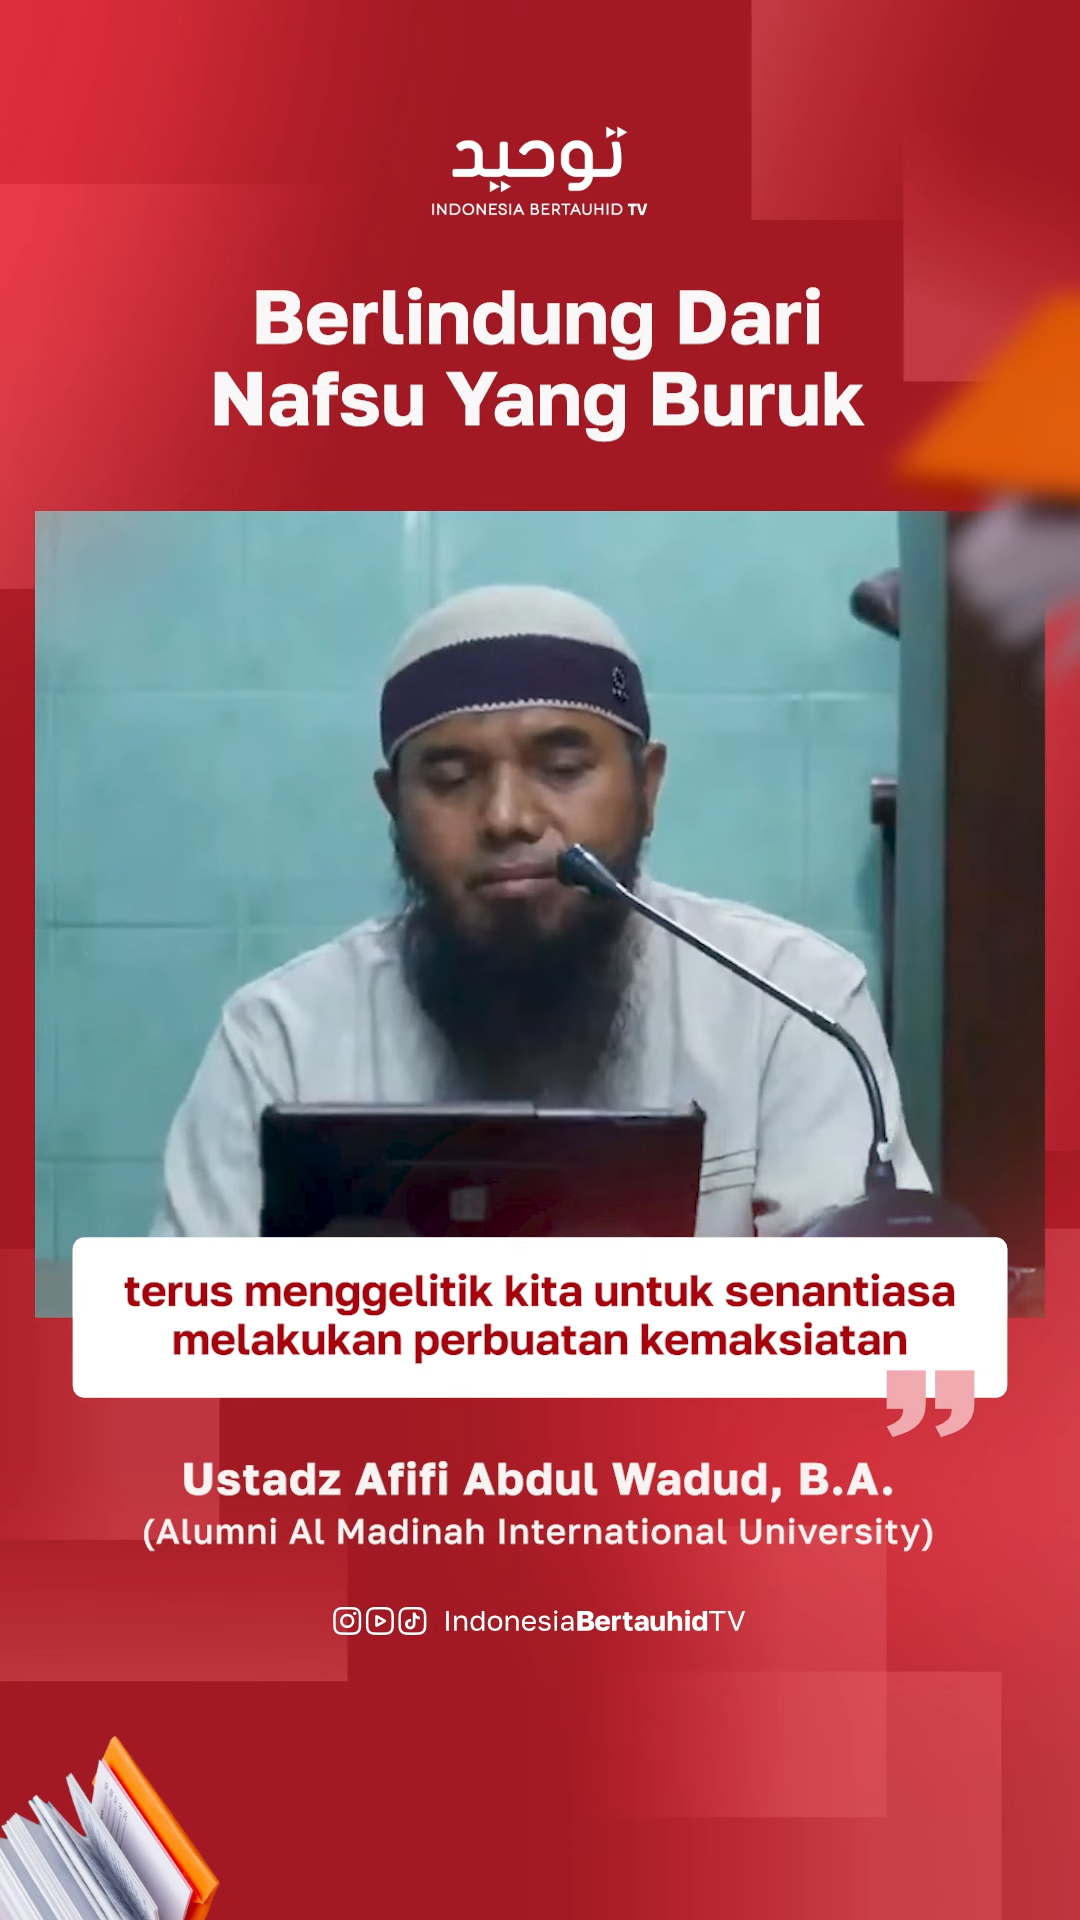 توحيد
INDONESIA BERTAUHID TV
Berlindung Dari
Nafsu Yang Buruk
terus menggelitik kita untuk senantiasa
melakukan perbuatan kemaksiatan
Ustadz Afifi Abdul Wadud, B.A.
(Alumni Al Madinah International University)
IndonesiaBertauhidTV